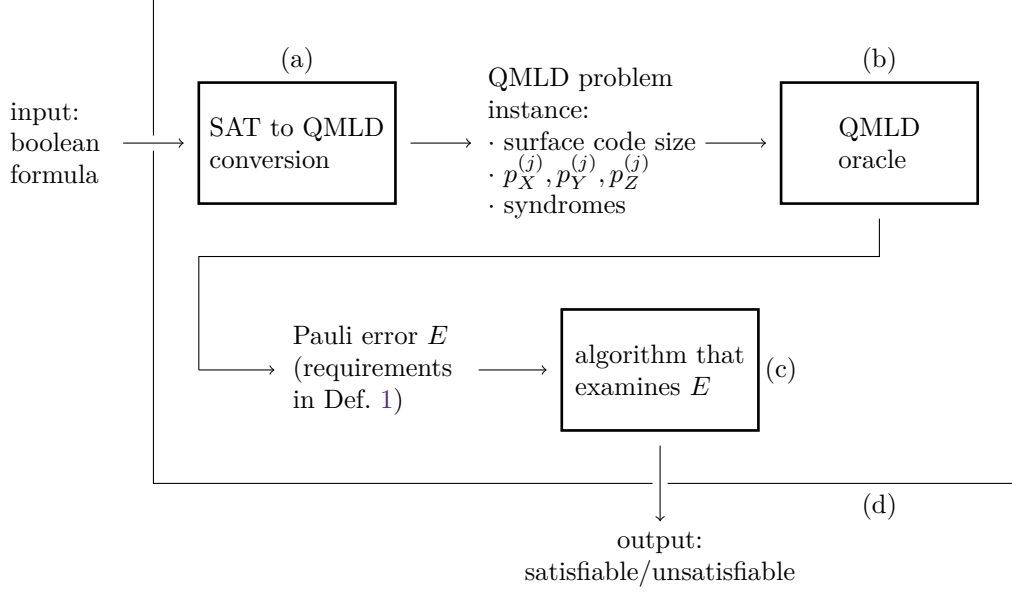 (a)
(b)
input:
boolean
formula
SAT to QMLD
conversion
QMLD problem
instance:
· surface code size
· p_X^{(j)}, p_Y^{(j)}, p_Z^{(j)}
· syndromes
QMLD
oracle
Pauli error E
(requirements
in Def. 1)
algorithm that
examines E
(c)
(d)
output:
satisfiable/unsatisfiable